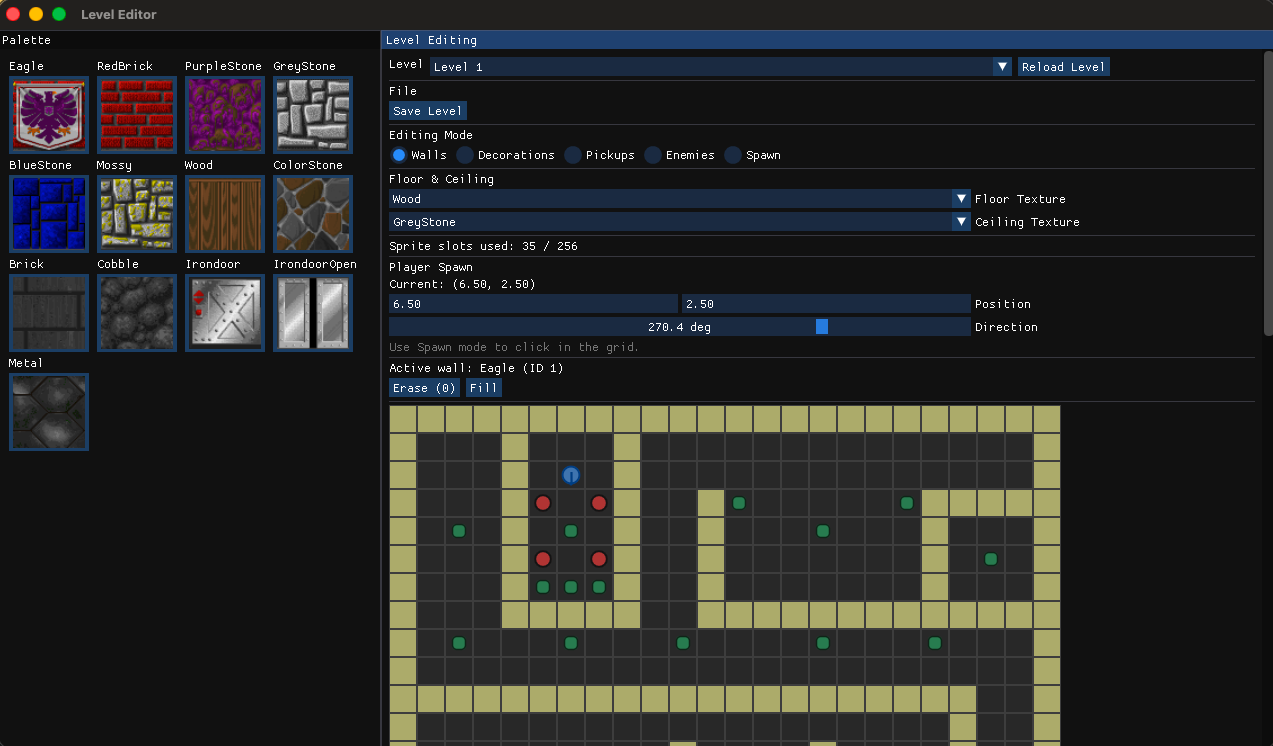 Level Editor
Palette
Eagle RedBrick PurpleStone GreyStone
BlueStone Mossy Wood ColorStone
Brick Cobble Irondoor IrondoorOpen
Metal
Level Editing
Level Level 1 Reload Level
File
Save Level
Editing Mode
Walls Decorations Pickups Enemies Spawn
Floor & Ceiling
Wood Floor Texture
GreyStone Ceiling Texture
Sprite slots used: 35 / 256
Player Spawn
Current: (6.50, 2.50)
6.50 2.50 Position
270.4 deg Direction
Use Spawn mode to click in the grid.
Active wall: Eagle (ID 1)
Erase (0) Fill